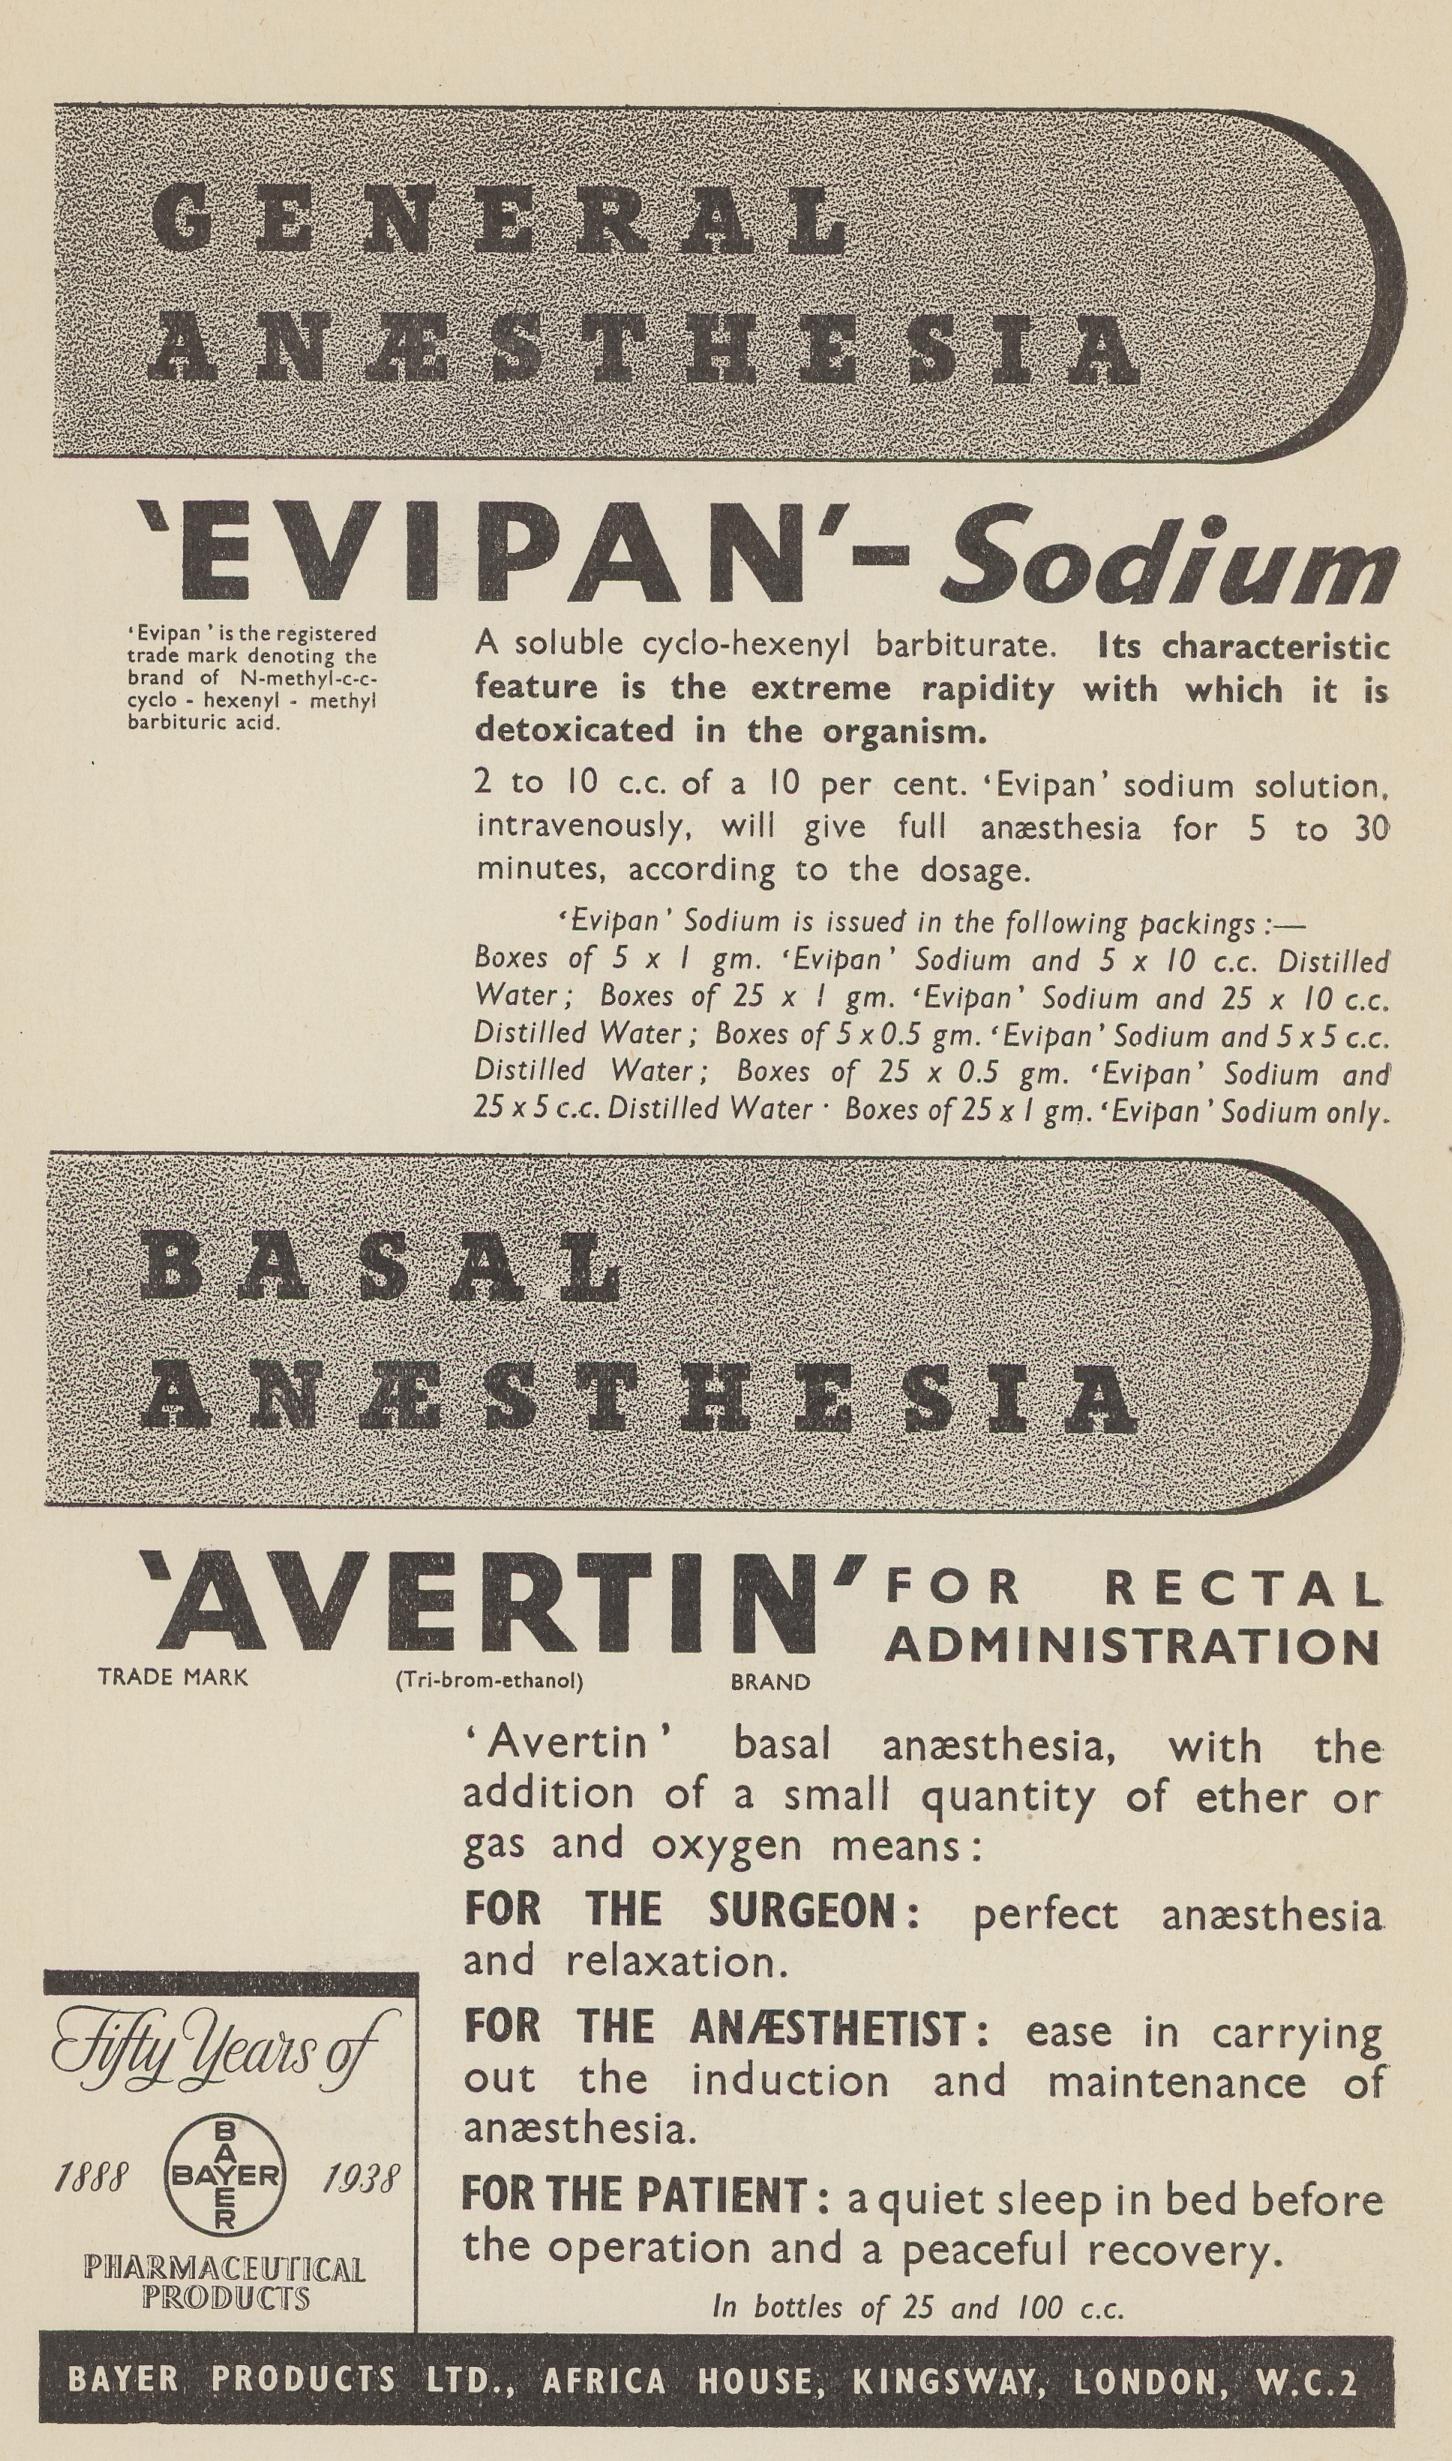 GENERAL
ANÆSTHESIA
‘EVIPAN’–Sodium
‘Evipan’ is the registered
trade mark denoting the
brand of N-methyl-c-c-
cyclo - hexenyl - methyl
barbituric acid.
A soluble cyclo-hexenyl barbiturate. Its characteristic
feature is the extreme rapidity with which it is
detoxicated in the organism.
2 to 10 c.c. of a 10 per cent. ‘Evipan’ sodium solution,
intravenously, will give full anæsthesia for 5 to 30
minutes, according to the dosage.
‘Evipan’ Sodium is issued in the following packings :—
Boxes of 5 x 1 gm. ‘Evipan’ Sodium and 5 x 10 c.c. Distilled
Water; Boxes of 25 x 1 gm. ‘Evipan’ Sodium and 25 x 10 c.c.
Distilled Water; Boxes of 5 x 0.5 gm. ‘Evipan’ Sodium and 5 x 5 c.c.
Distilled Water; Boxes of 25 x 0.5 gm. ‘Evipan’ Sodium and
25 x 5 c.c. Distilled Water · Boxes of 25 x 1 gm. ‘Evipan’ Sodium only.
BASAL
ANÆSTHESIA
‘AVERTIN’ FOR RECTAL
ADMINISTRATION
TRADE MARK (Tri-brom-ethanol) BRAND
‘Avertin’ basal anæsthesia, with the
addition of a small quantity of ether or
gas and oxygen means:
FOR THE SURGEON: perfect anæsthesia
and relaxation.
FOR THE ANÆSTHETIST: ease in carrying
out the induction and maintenance of
anæsthesia.
FOR THE PATIENT: a quiet sleep in bed before
the operation and a peaceful recovery.
In bottles of 25 and 100 c.c.
Fifty Years of
1888 BAYER BAYER 1938
PHARMACEUTICAL
PRODUCTS
BAYER PRODUCTS LTD., AFRICA HOUSE, KINGSWAY, LONDON, W.C.2